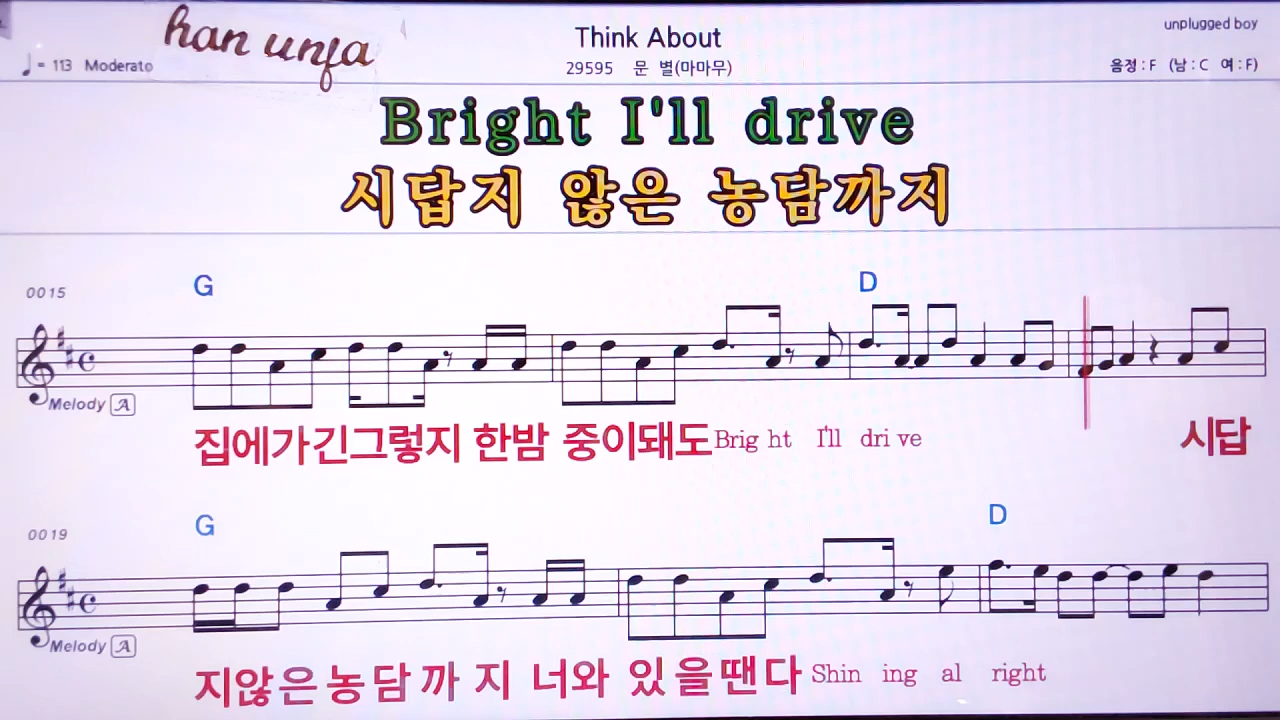 han unfa
Think About
unplugged boy
♩= 113 Moderato
29595 문 별(마마무)
음정 : F (남 : C 여 : F)
Bright I'll drive
시답지 않은 농담까지
0015
G
D
Melody A
집에가긴그렇지 한밤 중이돼도 Brig ht I'll dri ve 시답
0019
G
D
Melody A
지않은농담 까 지 너와 있 을땐다 Shin ing al right